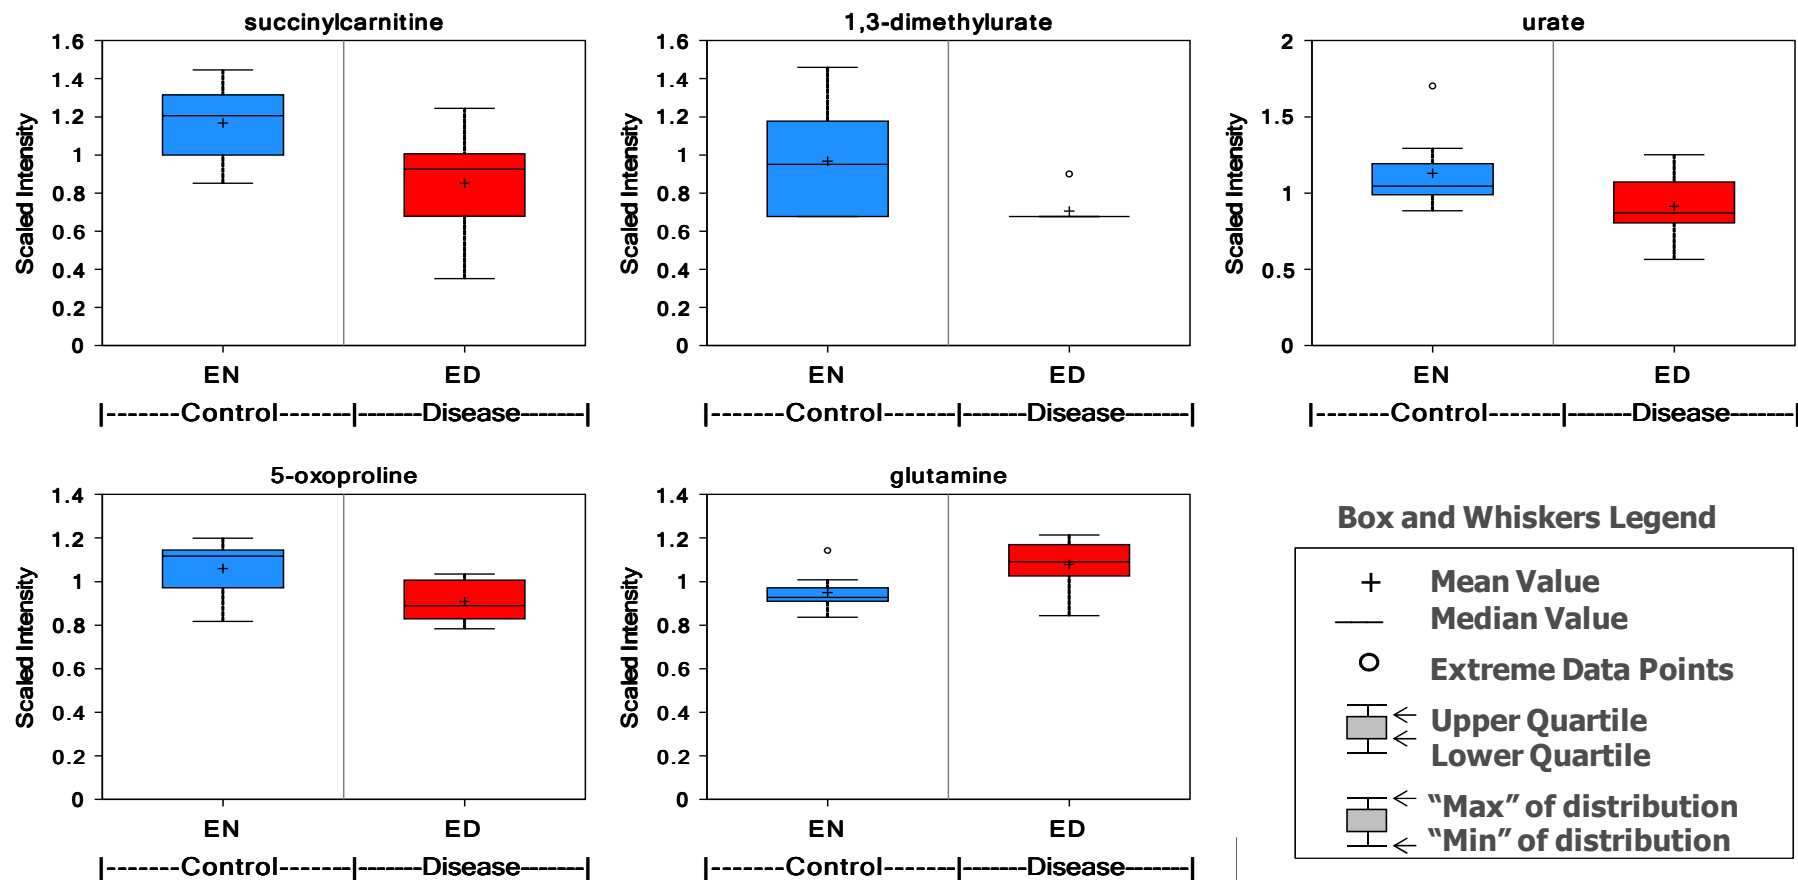 succinylcarnitine
1.6
1.4
1.2
1
0.8
0.6
0.4
0.2
0
Scaled Intensity
EN ED
|-------Control-------|-------Disease-------|
1,3-dimethylurate
1.6
1.4
1.2
1
0.8
0.6
0.4
0.2
0
Scaled Intensity
EN ED
|-------Control-------|-------Disease-------|
urate
2
1.5
1
0.5
0
Scaled Intensity
EN ED
|-------Control-------|-------Disease-------|
5-oxoproline
1.4
1.2
1
0.8
0.6
0.4
0.2
0
Scaled Intensity
EN ED
|-------Control-------|-------Disease-------|
glutamine
1.4
1.2
1
0.8
0.6
0.4
0.2
0
Scaled Intensity
EN ED
|-------Control-------|-------Disease-------|
Box and Whiskers Legend
+ Mean Value
Median Value
Extreme Data Points
Upper Quartile
Lower Quartile
“Max” of distribution
“Min” of distribution